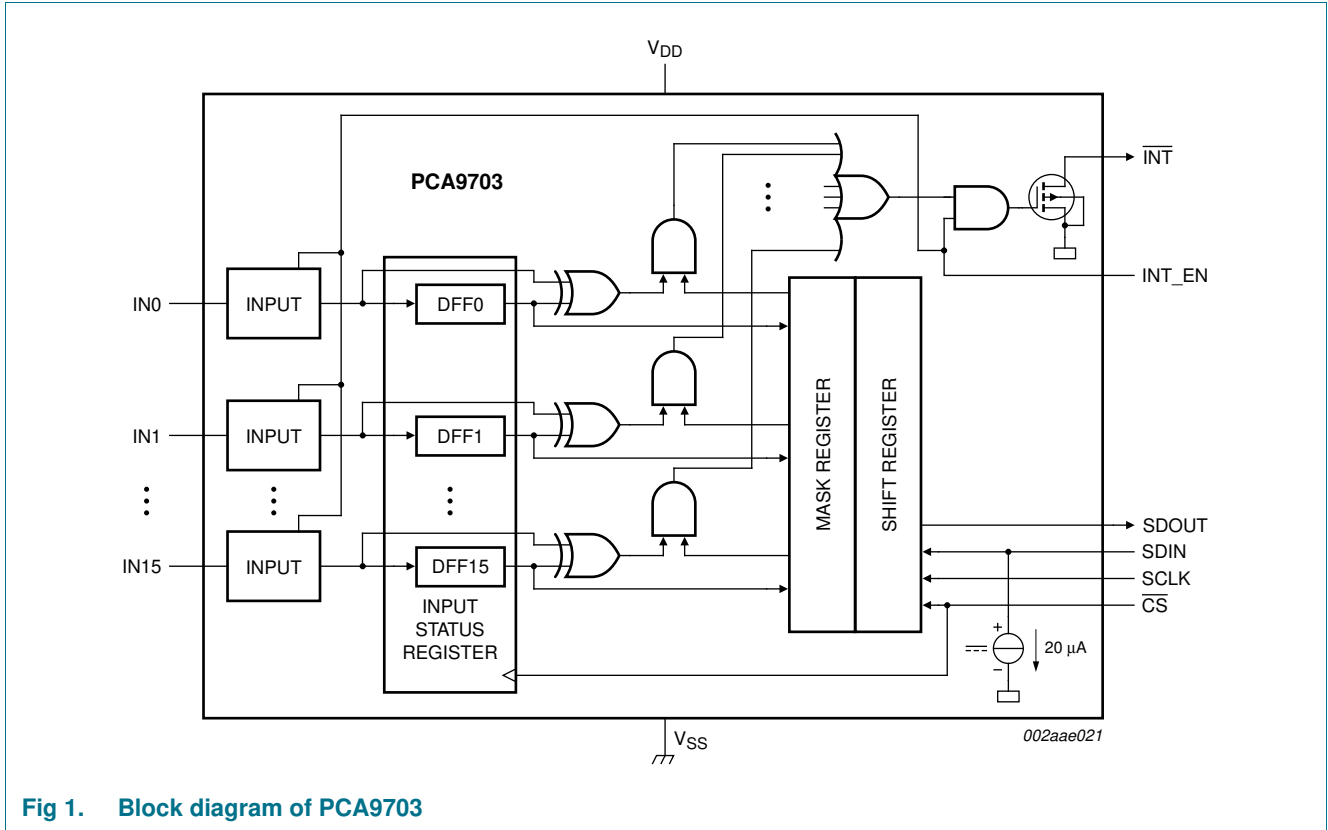 VDD
PCA9703
INT
INT_EN
IN0
INPUT
DFF0
IN1
INPUT
DFF1
IN15
INPUT
DFF15
INPUT
STATUS
REGISTER
MASK REGISTER
SHIFT REGISTER
SDOUT
SDIN
SCLK
CS
+
−
20 μA
VSS
002aae021
Fig 1. Block diagram of PCA9703